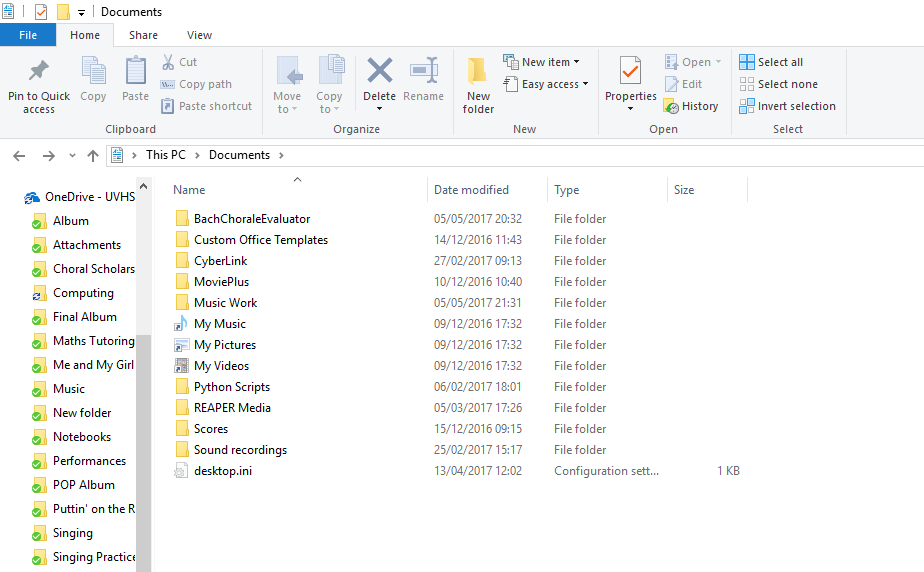 Documents
File Home Share View
Pin to Quick access
Copy
Paste
Cut
Copy path
Paste shortcut
Clipboard
Move to
Copy to
Delete
Rename
Organize
New folder
New item
Easy access
New
Properties
Open
Edit
History
Open
Select all
Select none
Invert selection
Select
This PC > Documents >
OneDrive - UVHS
Album
Attachments
Choral Scholars
Computing
Final Album
Maths Tutoring
Me and My Girl
Music
New folder
Notebooks
Performances
POP Album
Puttin' on the R
Singing
Singing Practice
Name Date modified Type Size
BachChoraleEvaluator 05/05/2017 20:32 File folder
Custom Office Templates 14/12/2016 11:43 File folder
CyberLink 27/02/2017 09:13 File folder
MoviePlus 10/12/2016 10:40 File folder
Music Work 05/05/2017 21:31 File folder
My Music 09/12/2016 17:32 File folder
My Pictures 09/12/2016 17:32 File folder
My Videos 09/12/2016 17:32 File folder
Python Scripts 06/02/2017 18:01 File folder
REAPER Media 05/03/2017 17:26 File folder
Scores 15/12/2016 09:15 File folder
Sound recordings 25/02/2017 15:17 File folder
desktop.ini 13/04/2017 12:02 Configuration sett... 1 KB